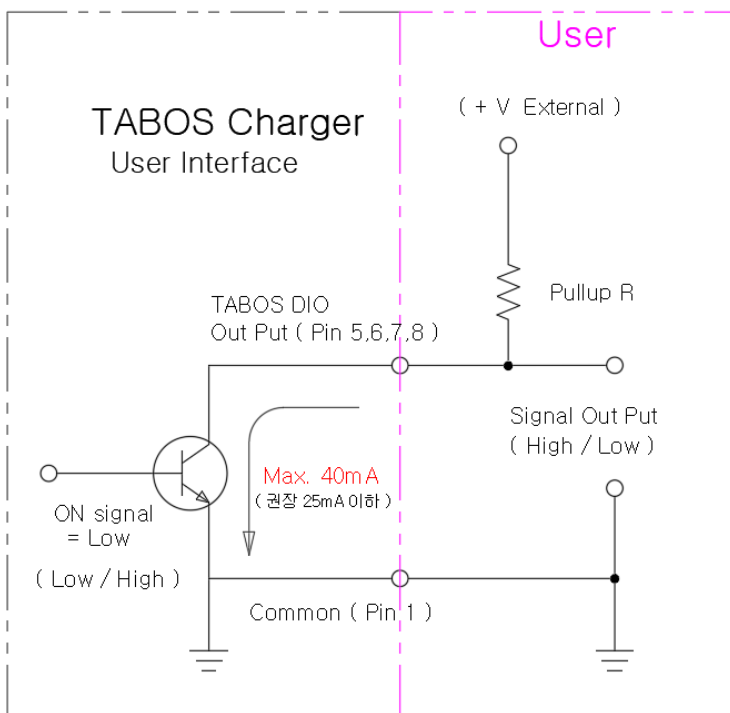 User
( + V External )
TABOS Charger
User Interface
Pullup R
TABOS DIO
Out Put ( Pin 5,6,7,8 )
Signal Out Put
( High / Low )
Max. 40mA
( 권장 25mA 이하 )
ON signal
= Low
( Low / High )
Common ( Pin 1 )